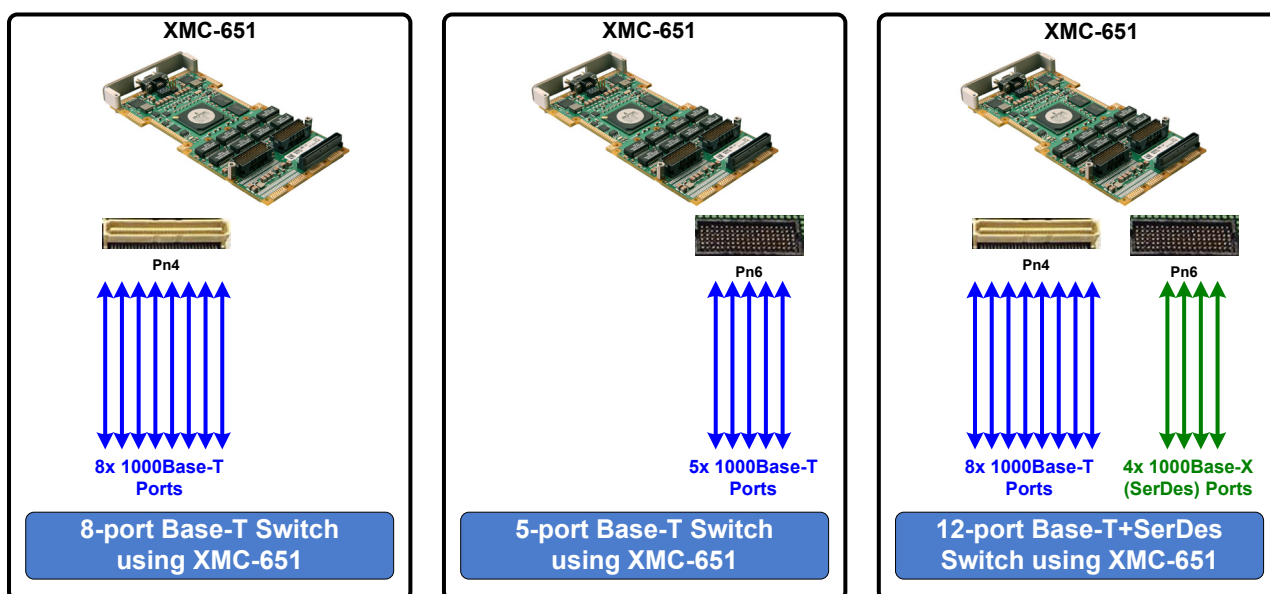 XMC-651
Pn4
8x 1000Base-T
Ports
8-port Base-T Switch
using XMC-651
XMC-651
Pn6
5x 1000Base-T
Ports
5-port Base-T Switch
using XMC-651
XMC-651
Pn4
Pn6
8x 1000Base-T
Ports
4x 1000Base-X
(SerDes) Ports
12-port Base-T+SerDes
Switch using XMC-651